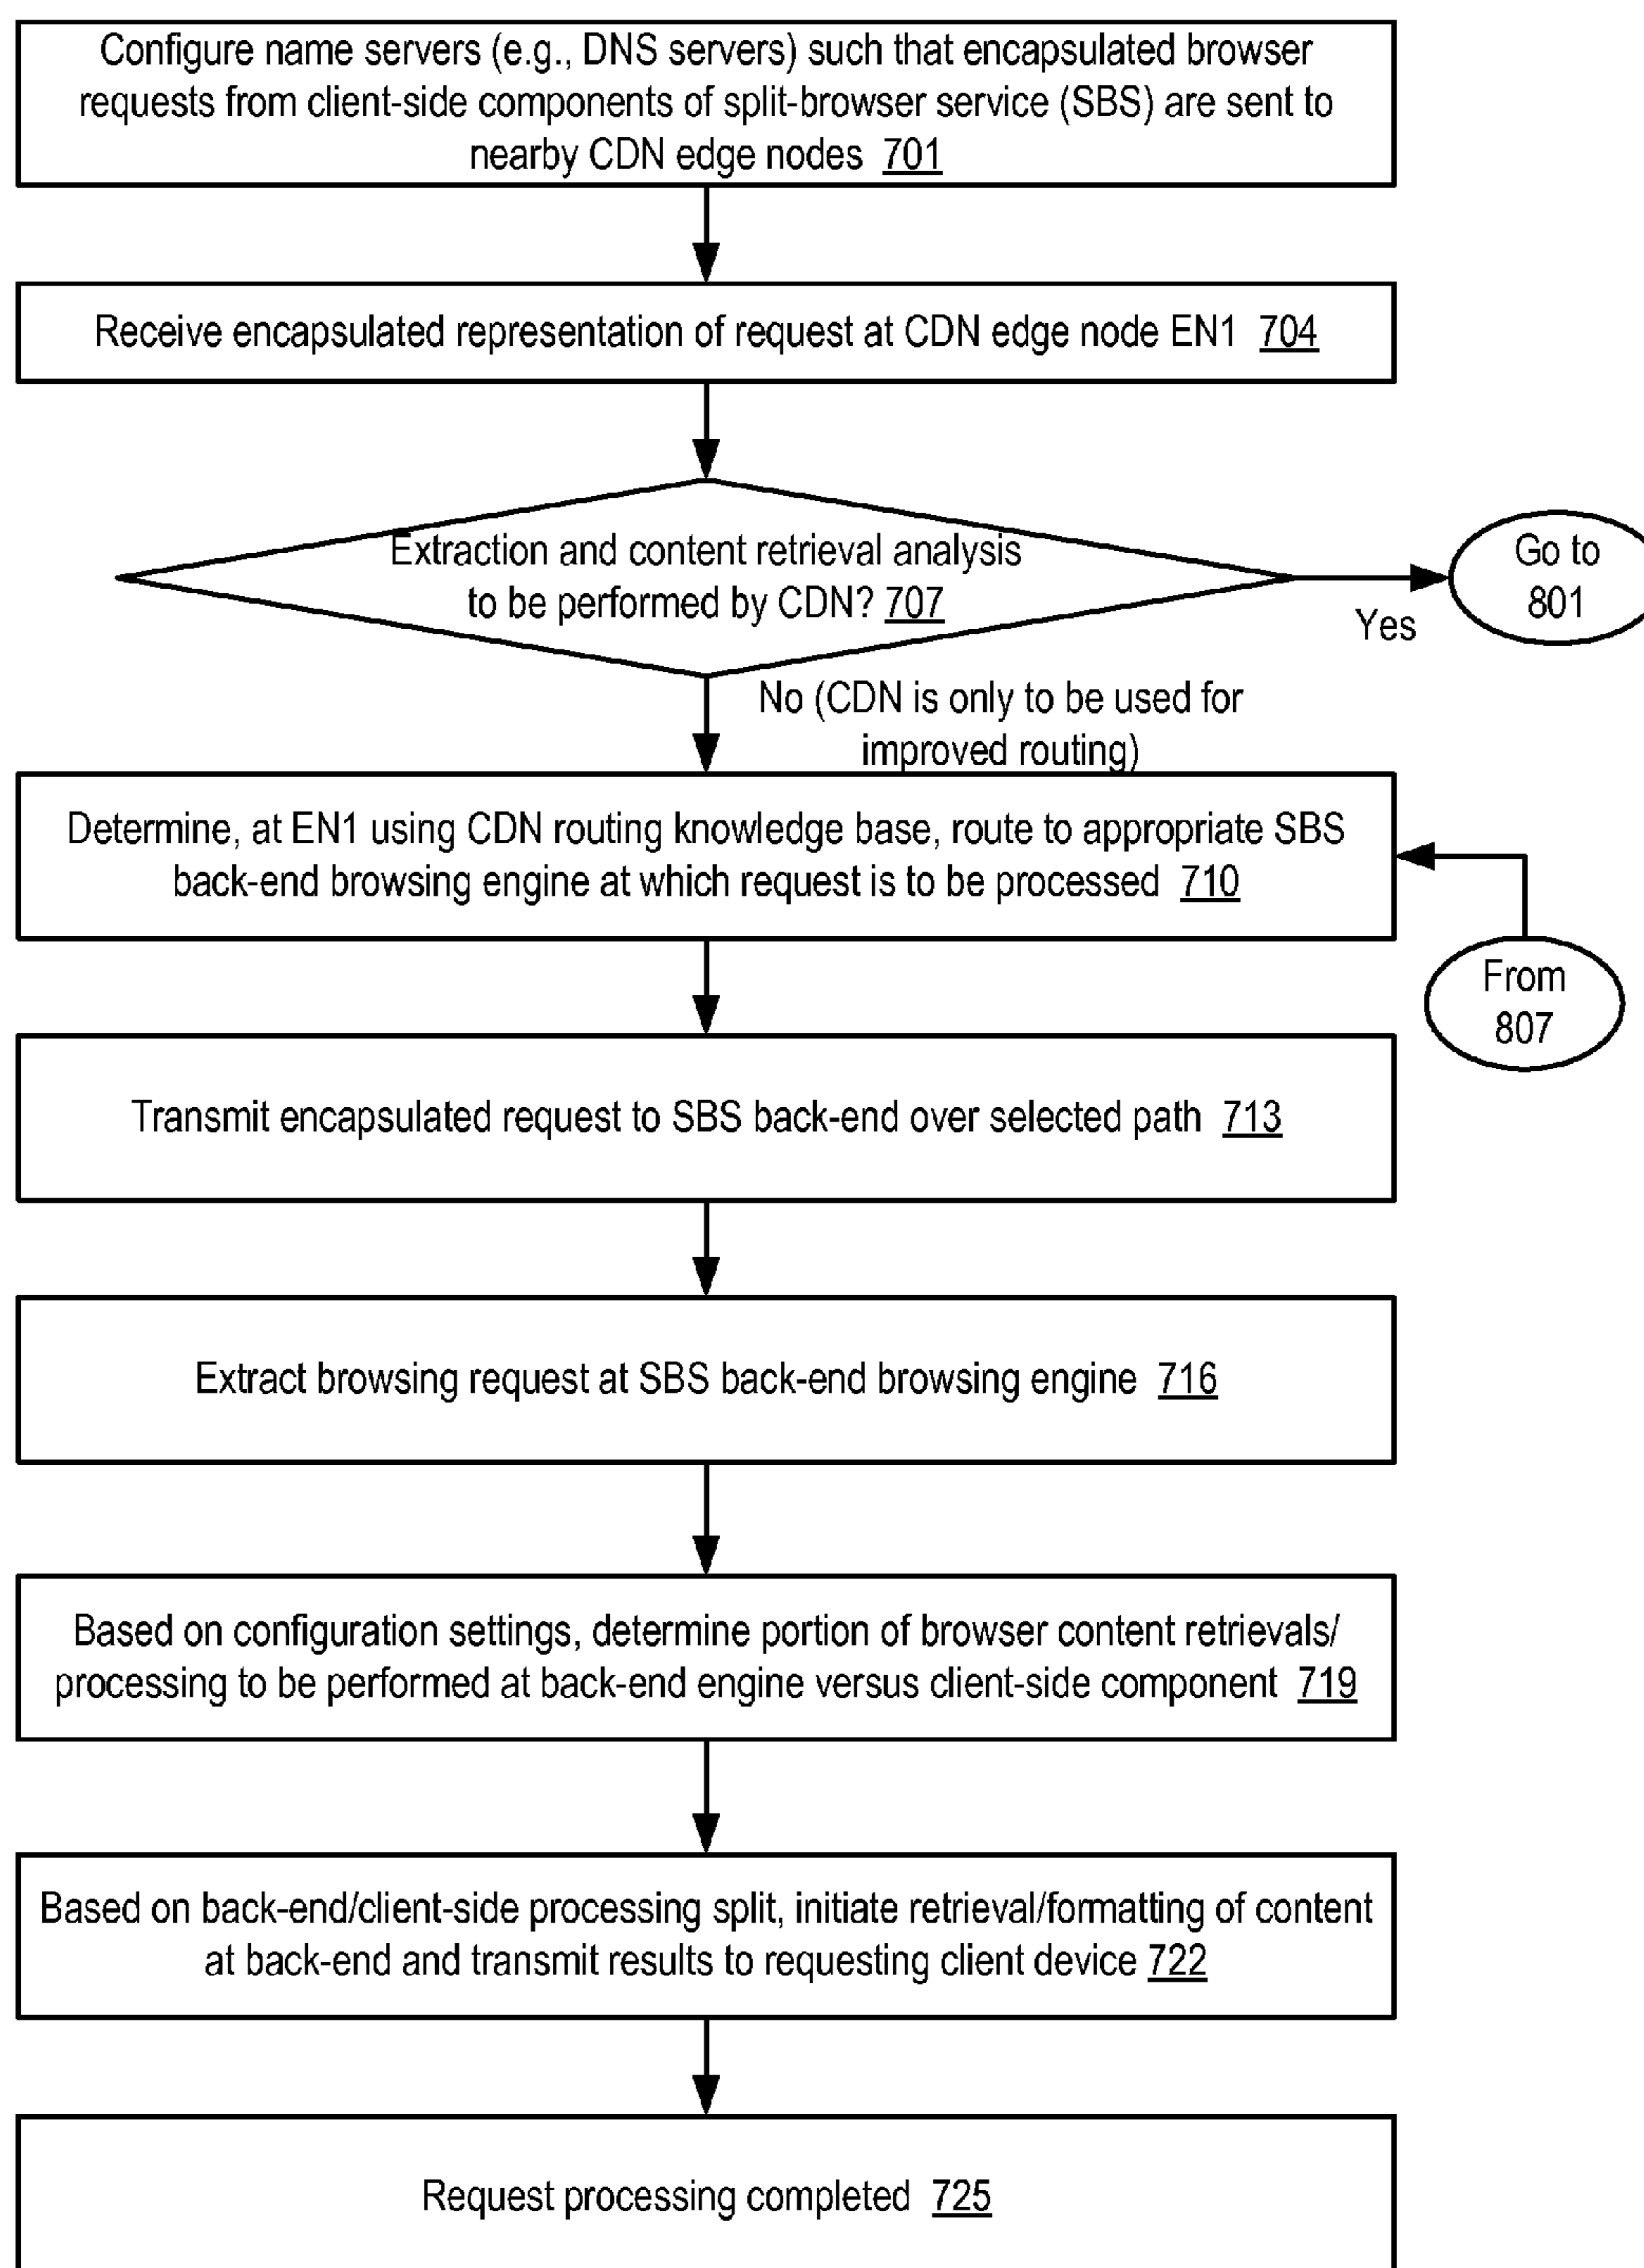 Configure name servers (e.g., DNS servers) such that encapsulated browser
requests from client-side components of split-browser service (SBS) are sent to
nearby CDN edge nodes 701
Receive encapsulated representation of request at CDN edge node EN1 704
Extraction and content retrieval analysis
to be performed by CDN? 707
Go to
801
Yes
No (CDN is only to be used for
improved routing)
Determine, at EN1 using CDN routing knowledge base, route to appropriate SBS
back-end browsing engine at which request is to be processed 710
From
807
Transmit encapsulated request to SBS back-end over selected path 713
Extract browsing request at SBS back-end browsing engine 716
Based on configuration settings, determine portion of browser content retrievals/
processing to be performed at back-end engine versus client-side component 719
Based on back-end/client-side processing split, initiate retrieval/formatting of content
at back-end and transmit results to requesting client device 722
Request processing completed 725